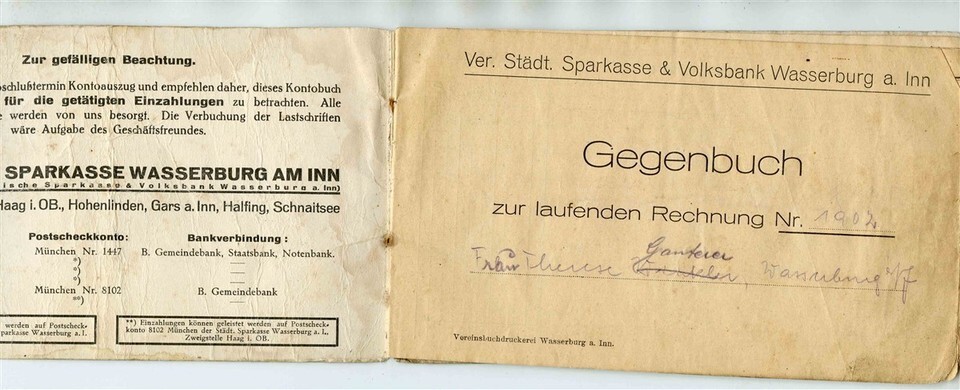 Zur gefälligen Beachtung.
schlußtermin Kontoauszug und empfehlen daher, dieses Kontobuch
für die getätigten Einzahlungen zu betrachten. Alle
werden von uns besorgt. Die Verbuchung der Lastschriften
wäre Aufgabe des Geschäftsfreundes.
SPARKASSE WASSERBURG AM INN
ische Sparkasse & Volksbank Wasserburg a. Inn)
Haag i. OB., Hohenlinden, Gars a. Inn, Halfing, Schnaitsee
Postscheckkonto: Bankverbindung:
München Nr. 1447 B. Gemeindebank, Staatsbank, Notenbank.
*)
*)
*)
München Nr. 8102 B. Gemeindebank
**)
werden auf Postscheck-
parkasse Wasserburg a. I.
**) Einzahlungen können geleistet werden auf Postscheck-
konto 8102 München der Städt. Sparkasse Wasserburg a. I.,
Zweigstelle Haag i. OB.
Ver. Städt. Sparkasse & Volksbank Wasserburg a. Inn
Gegenbuch
zur laufenden Rechnung Nr. 1902
Ganterer
Frau Therese, Wasserburg a/I
Vereinsbuchdruckerei Wasserburg a. Inn.